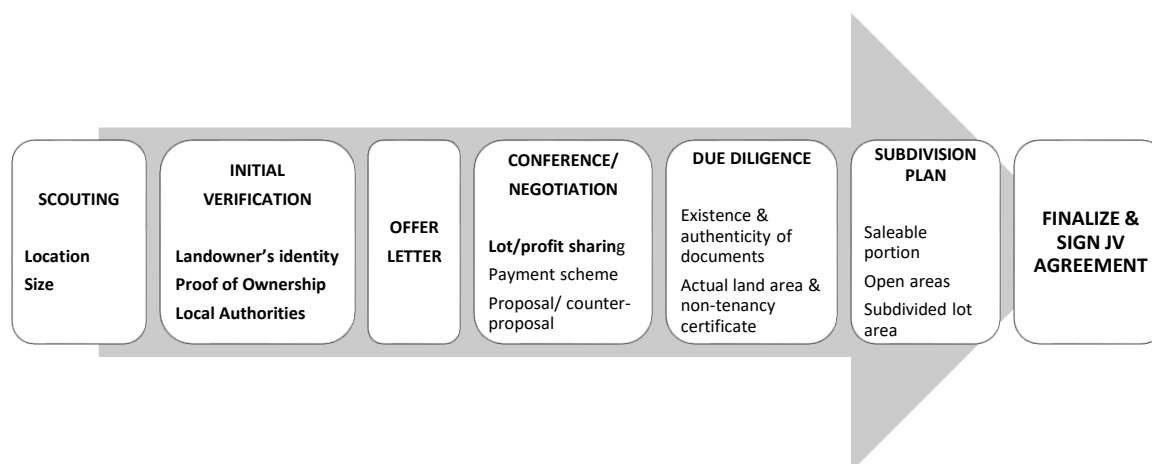 SCOUTING
Location
Size
INITIAL
VERIFICATION
Landowner’s identity
Proof of Ownership
Local Authorities
OFFER
LETTER
CONFERENCE/
NEGOTIATION
Lot/profit sharing
Payment scheme
Proposal/ counter-
proposal
DUE DILIGENCE
Existence &
authenticity of
documents
Actual land area &
non-tenancy
certificate
SUBDIVISION
PLAN
Saleable
portion
Open areas
Subdivided lot
area
FINALIZE &
SIGN JV
AGREEMENT